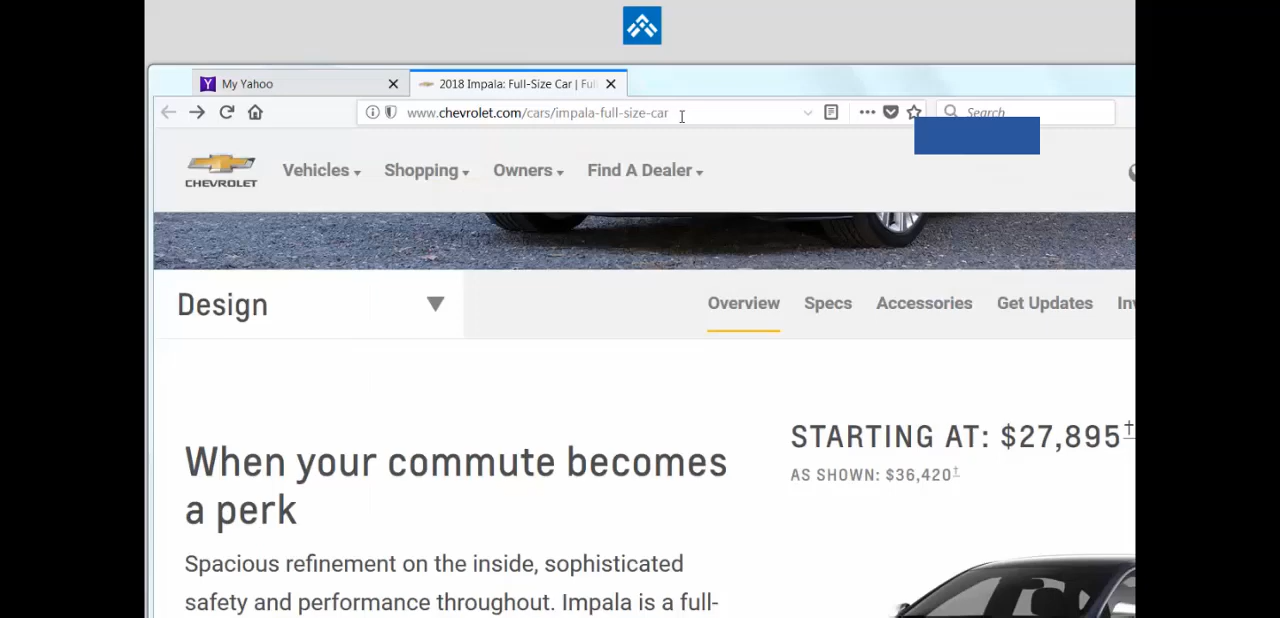 My Yahoo
2018 Impala: Full-Size Car | Ful
www.chevrolet.com/cars/impala-full-size-car
Search
CHEVROLET
Vehicles
Shopping
Owners
Find A Dealer
Design
Overview
Specs
Accessories
Get Updates
STARTING AT: $27,895†
AS SHOWN: $36,420†
When your commute becomes
a perk
Spacious refinement on the inside, sophisticated
safety and performance throughout. Impala is a full-